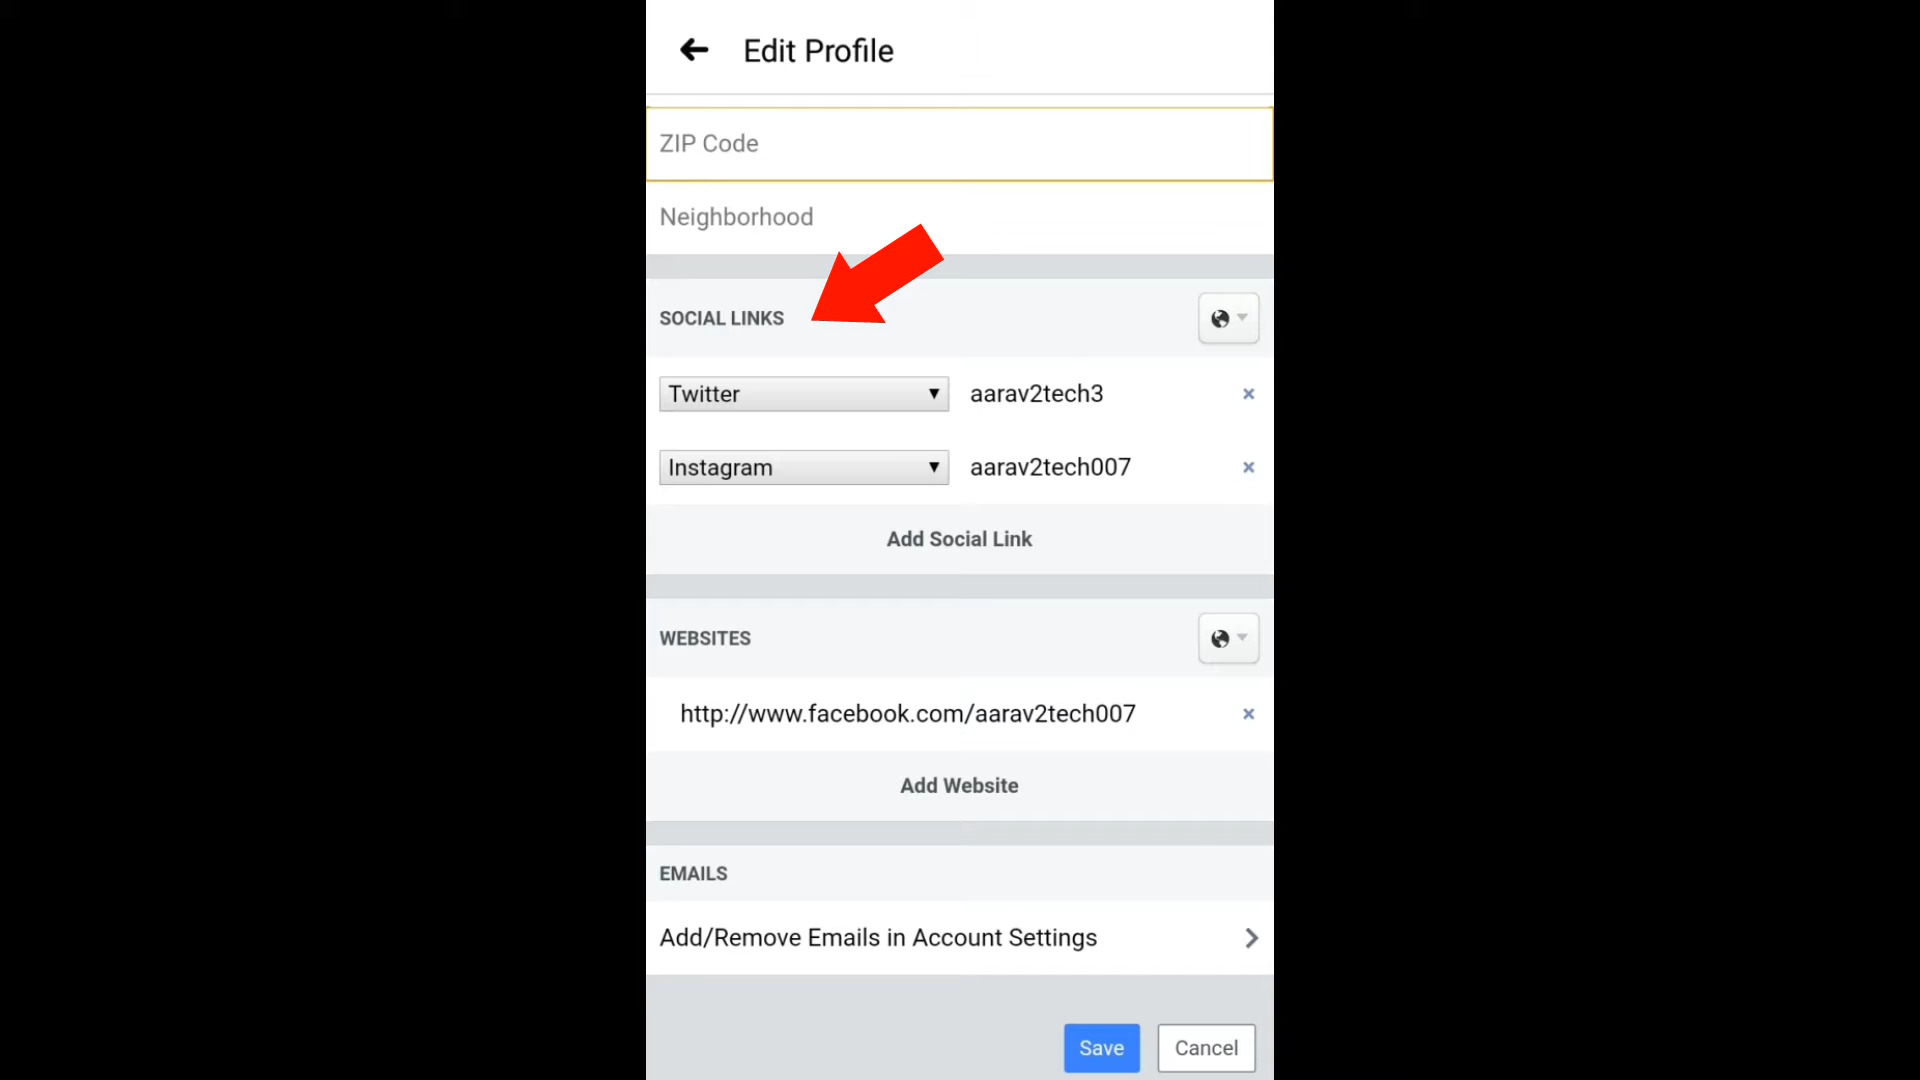 Edit Profile
ZIP Code
Neighborhood
SOCIAL LINKS
Twitter aarav2tech3
Instagram aarav2tech007
Add Social Link
WEBSITES
http://www.facebook.com/aarav2tech007
Add Website
EMAILS
Add/Remove Emails in Account Settings
Save Cancel